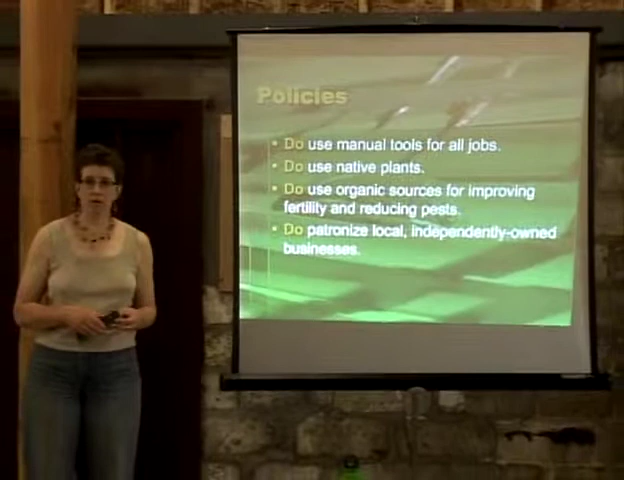 Policies
• Do use manual tools for all jobs.
• Do use native plants.
• Do use organic sources for improving
fertility and reducing pests.
• Do patronize local, independently-owned
businesses.